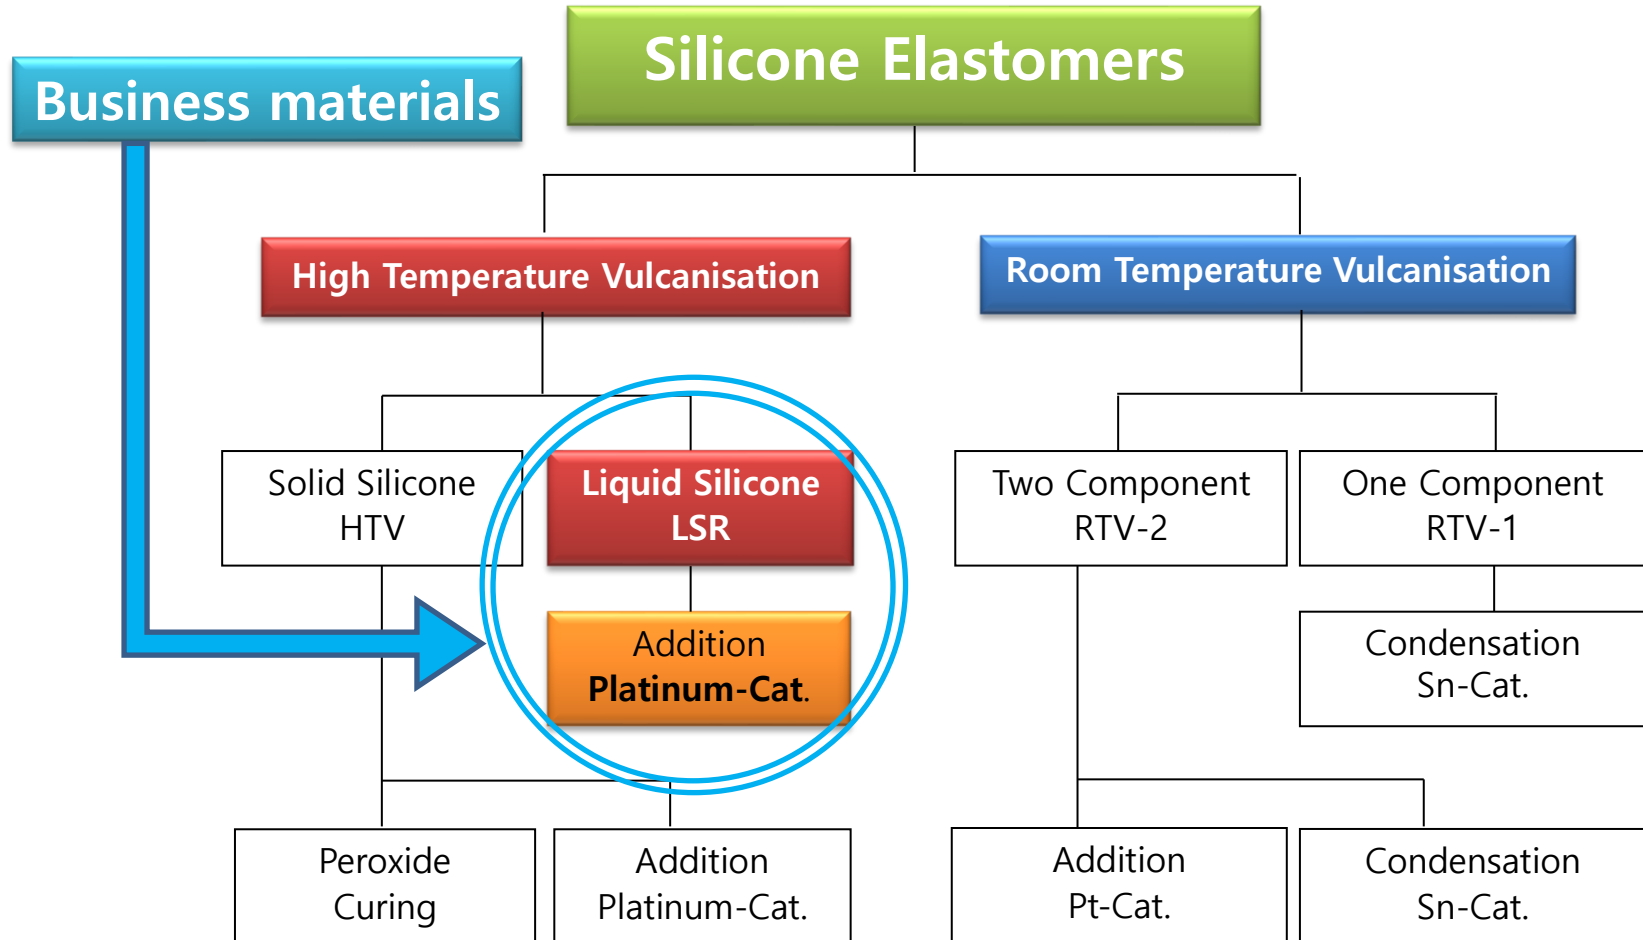 Silicone Elastomers
Business materials
High Temperature Vulcanisation
Room Temperature Vulcanisation
Solid Silicone
HTV
Liquid Silicone
LSR
Two Component
RTV-2
One Component
RTV-1
Addition
Platinum-Cat.
Condensation
Sn-Cat.
Peroxide
Curing
Addition
Platinum-Cat.
Addition
Pt-Cat.
Condensation
Sn-Cat.